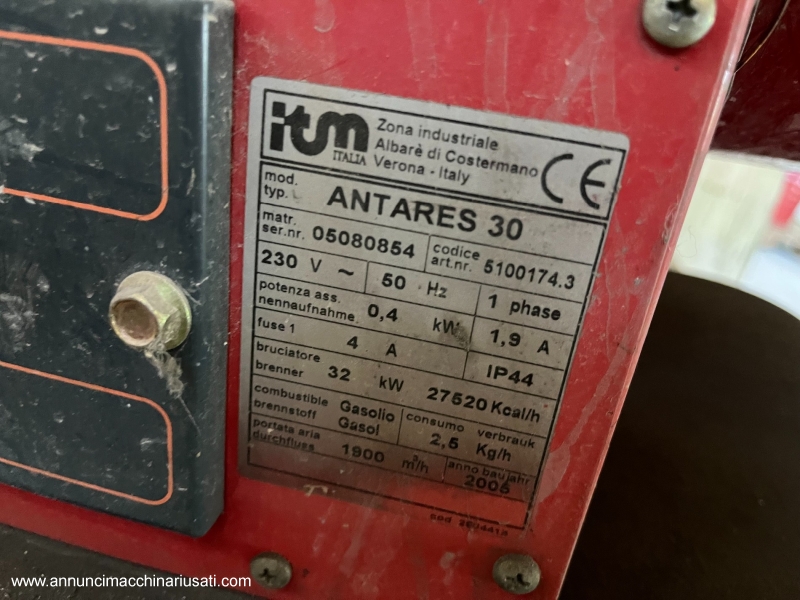 itm
ITALIA
Zona industriale
Albarè di Costermano
Verona - Italy
CE
mod.
typ.
ANTARES 30
matr.
ser.nr. 05080854
codice
art.nr. 5100174.3
230 V ~
50 Hz
1 phase
potenza ass.
nennaufnahme 0,4 kW
1,9 A
fuse 1 4 A
IP44
bruciatore
brenner 32 kW 27520 Kcal/h
combustible Gasolio
brennstoff Gasol
consumo verbrauk
2,5 Kg/h
portata aria
durchfluss 1900 m³/h
anno baujahr
www.annuncimacchinariusati.com